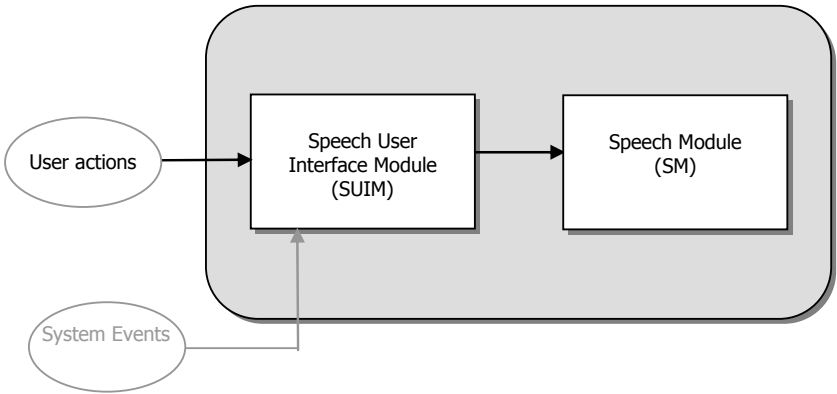 User actions
Speech User
Interface Module
(SUIM)
Speech Module
(SM)
System Events